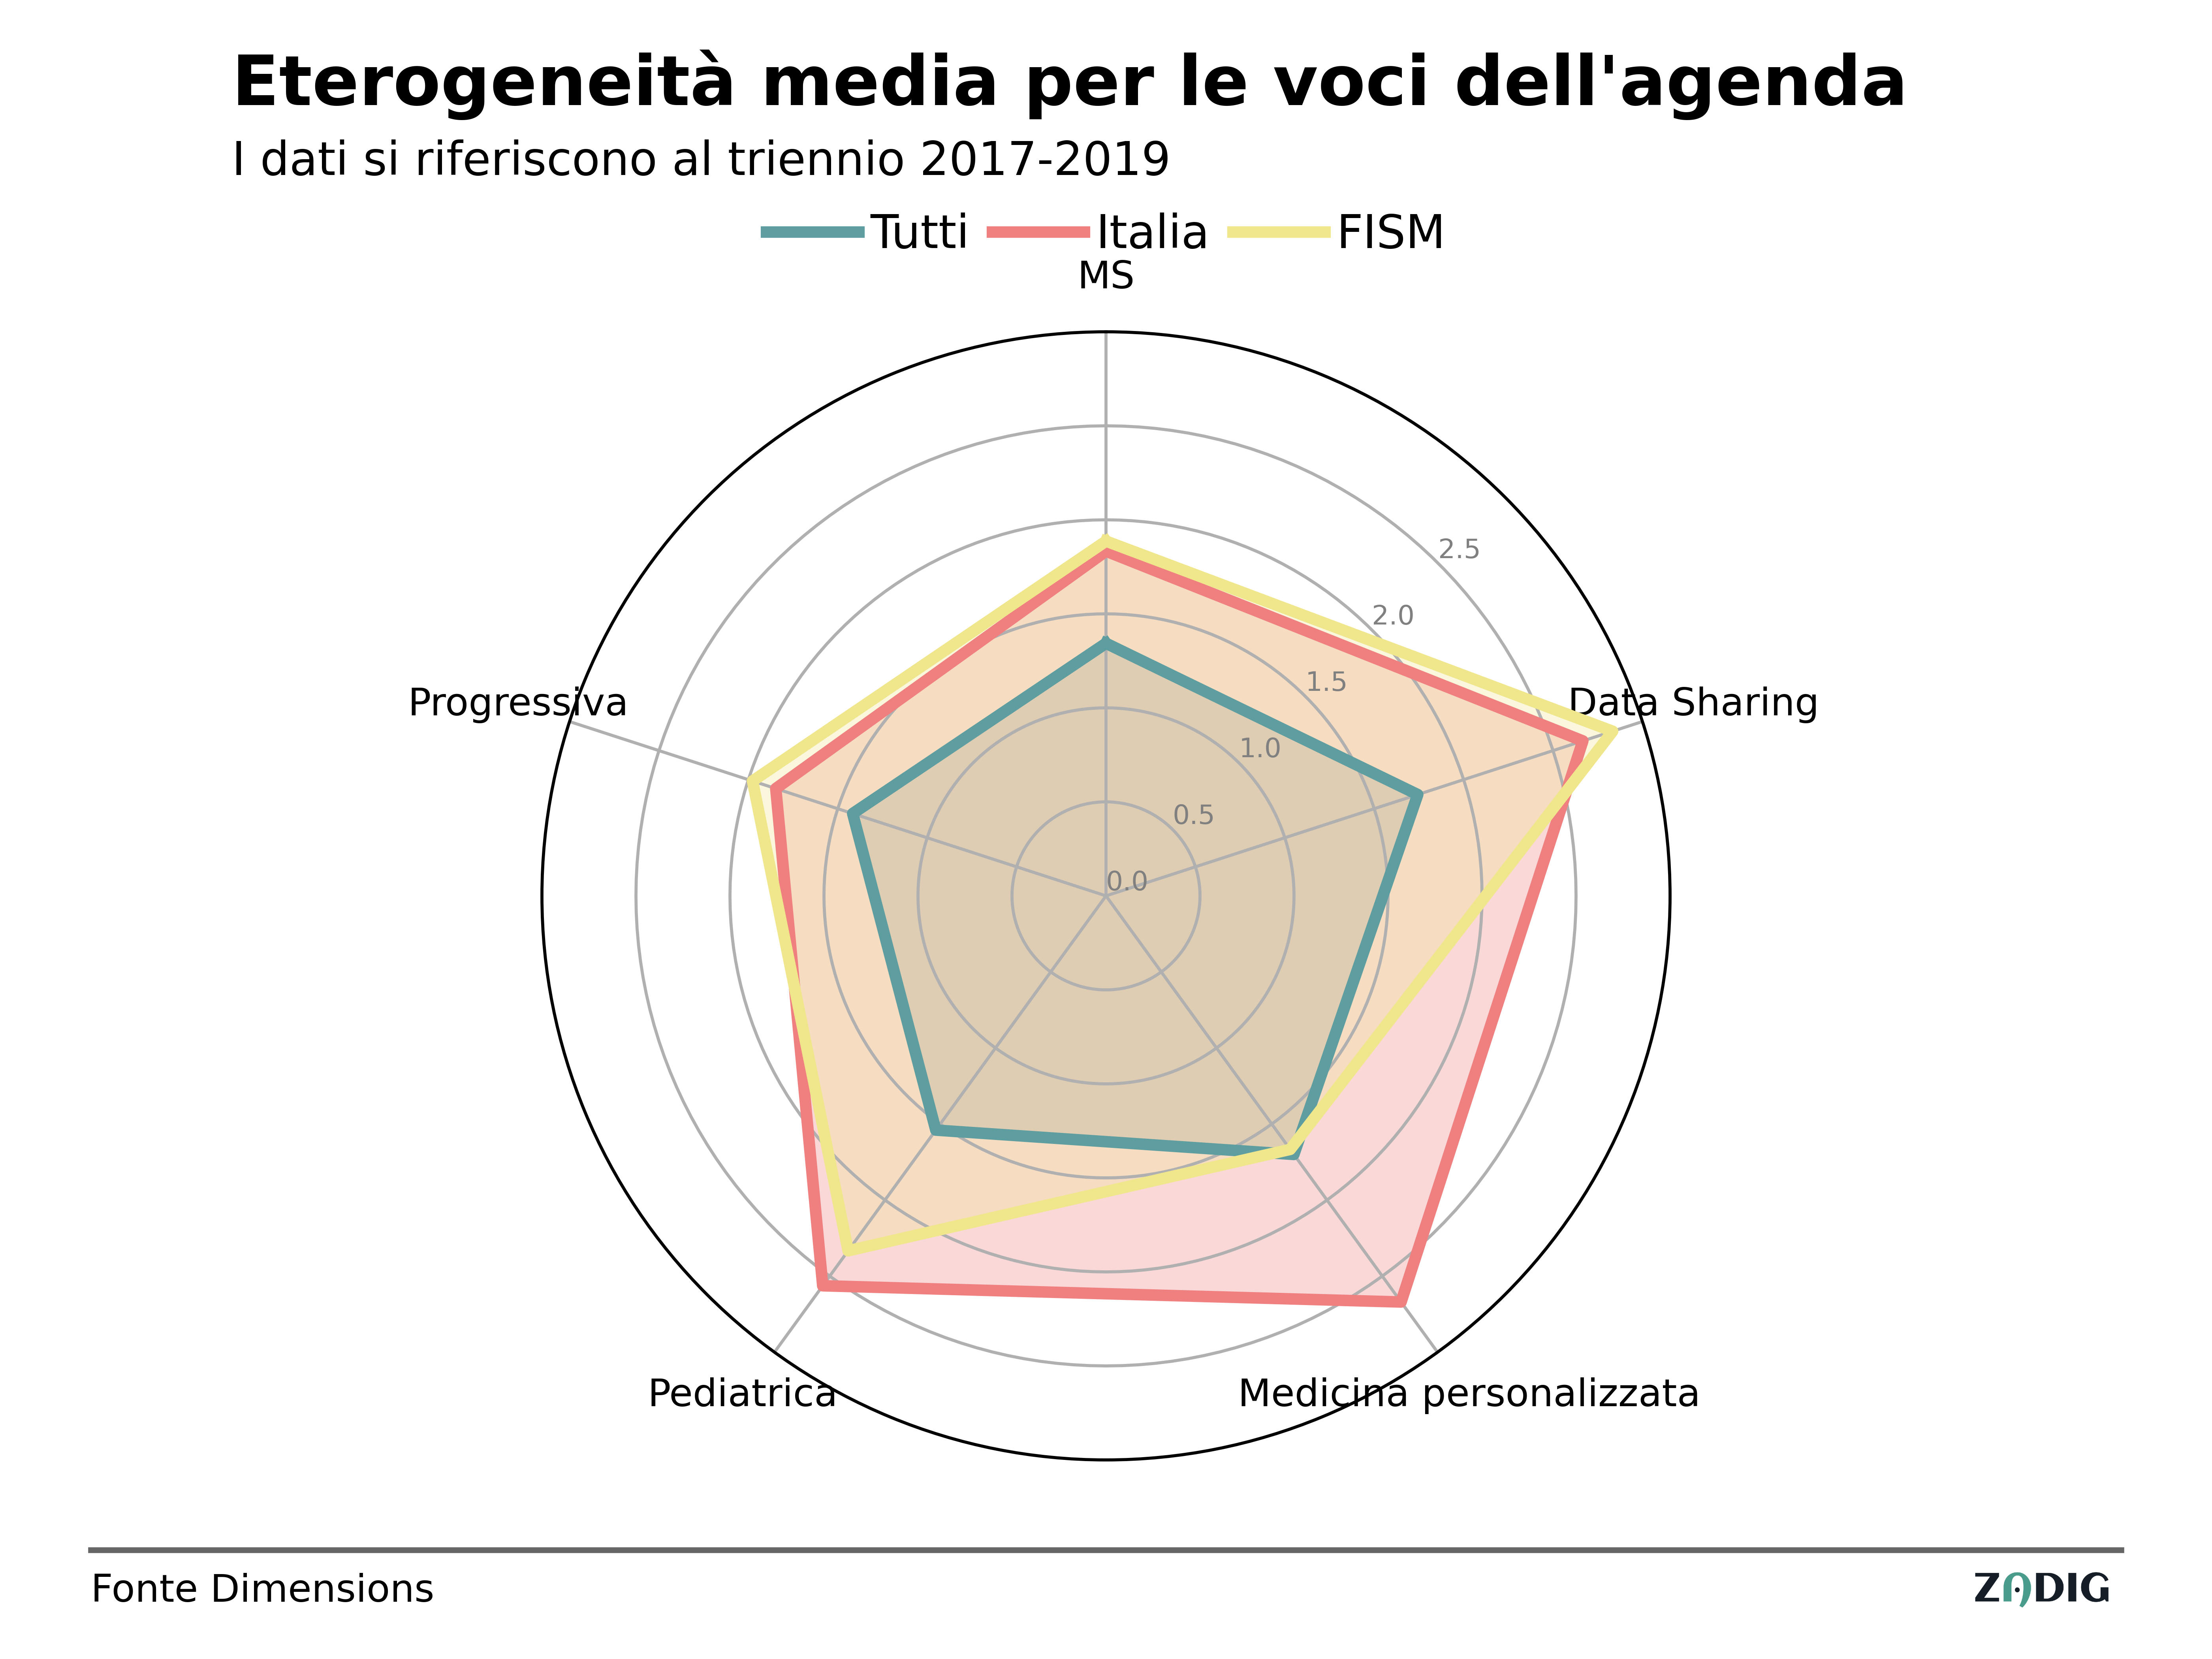 Eterogeneità media per le voci dell'agenda
I dati si riferiscono al triennio 2017-2019
Tutti Italia FISM
MS
2.5
2.0
Progressiva 1.5 Data Sharing
1.0
0.5
0.0
Pediatrica Medicina personalizzata
Fonte Dimensions ZADIG